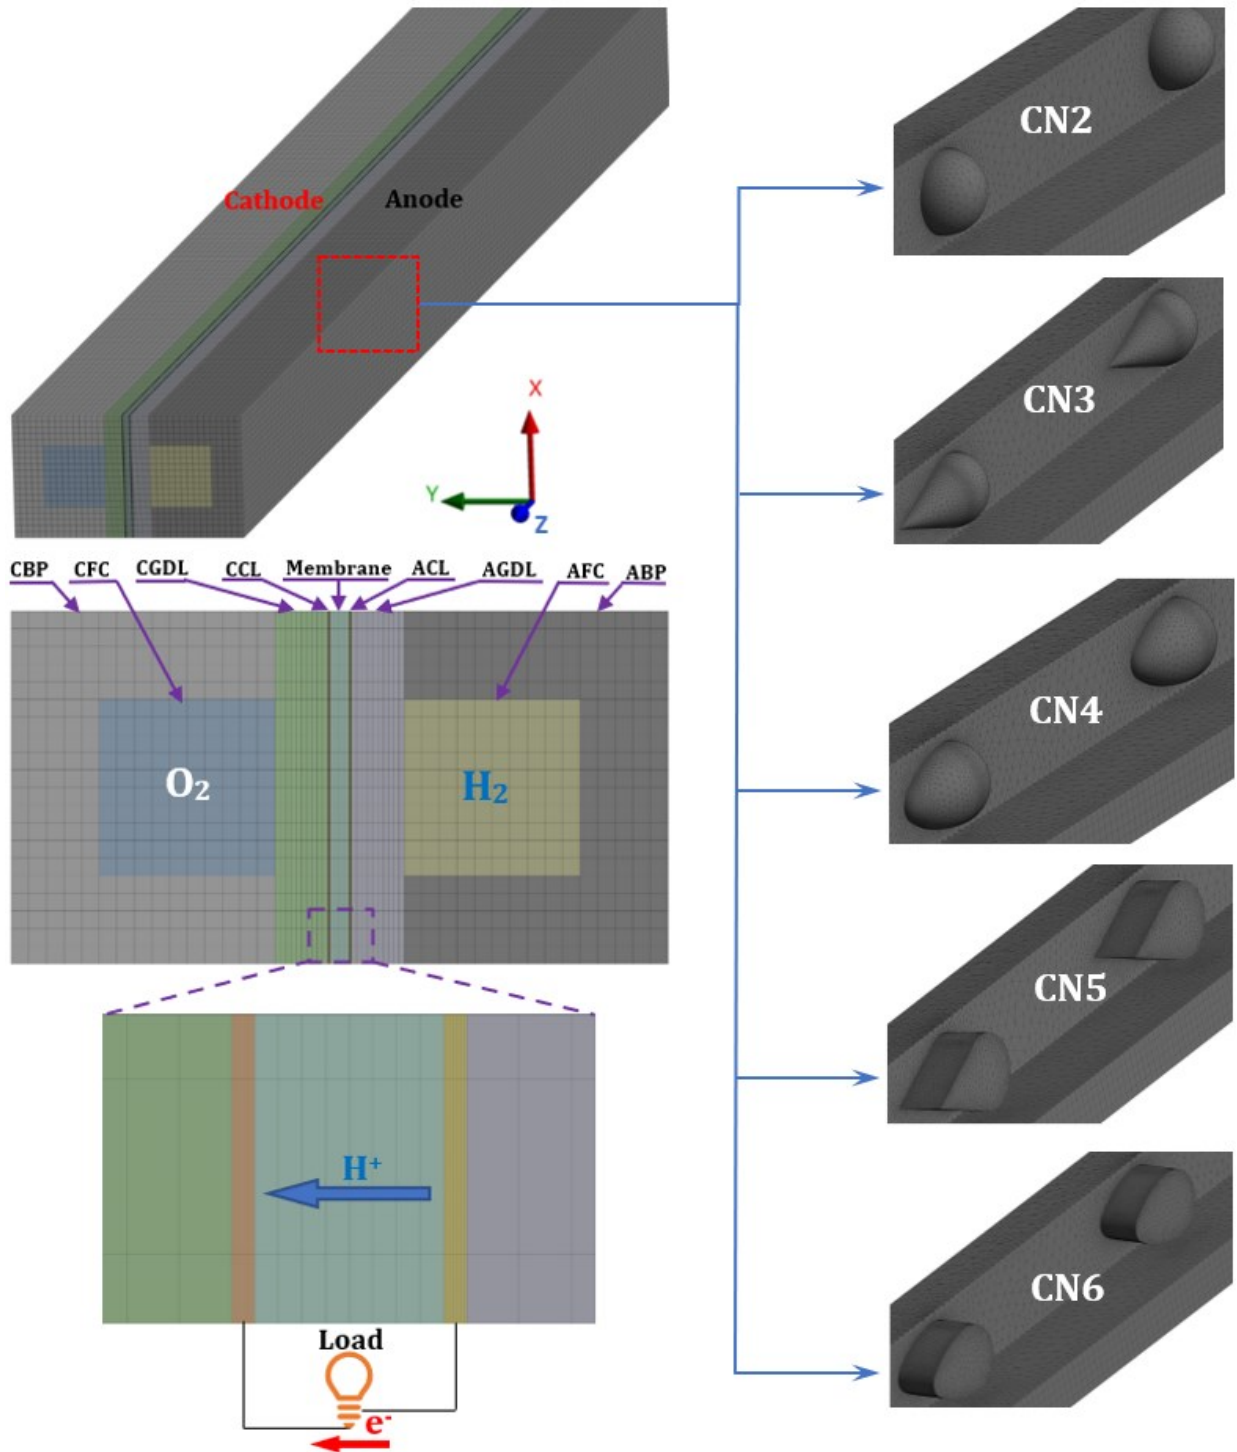 Cathode
Anode
X
Y
Z
CBP CFC CGDL CCL Membrane ACL AGDL AFC ABP
O₂
H₂
H⁺
Load
e⁻
CN2
CN3
CN4
CN5
CN6